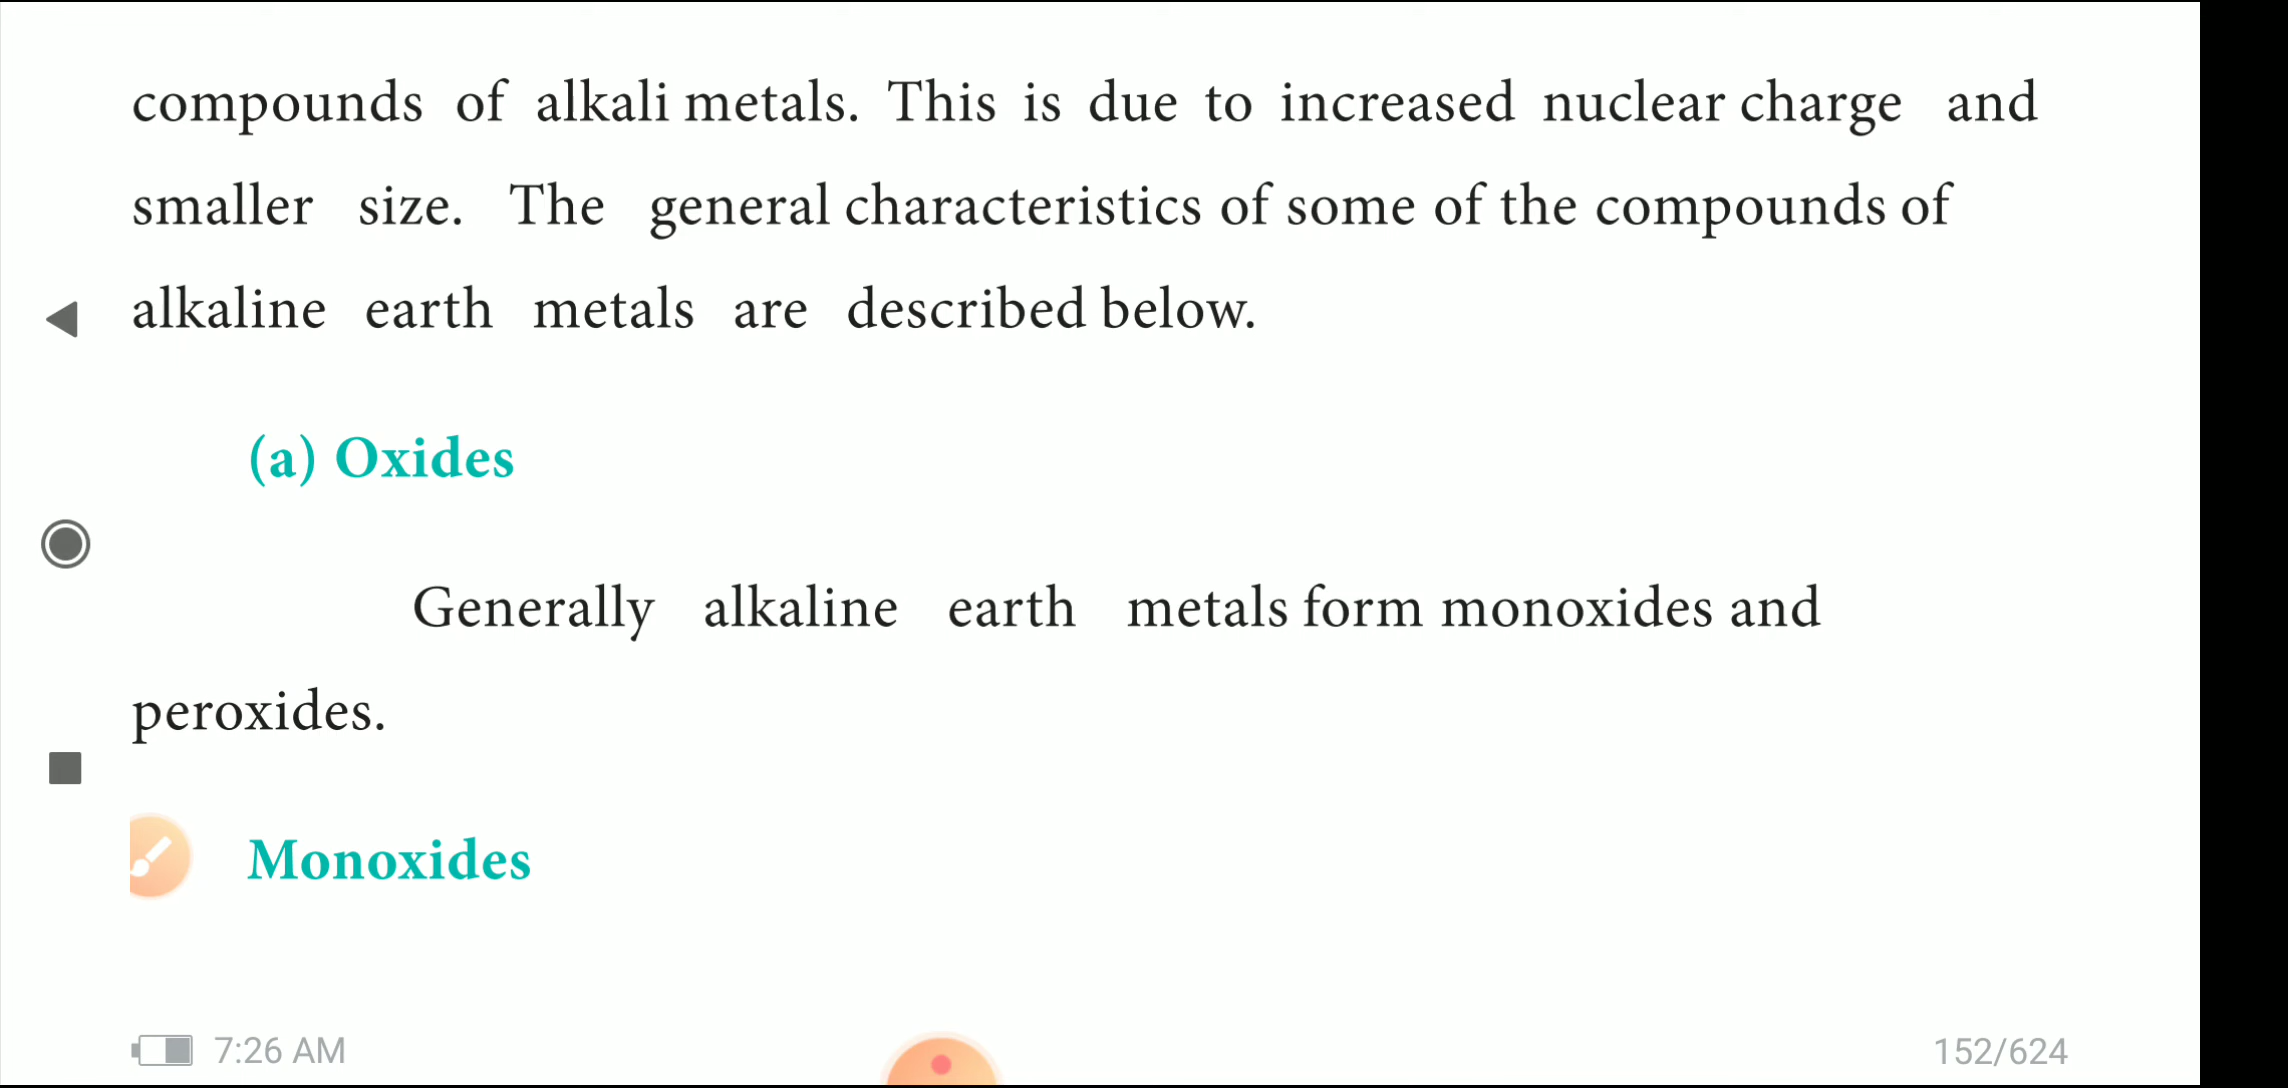 compounds of alkali metals. This is due to increased nuclear charge and
smaller size. The general characteristics of some of the compounds of
alkaline earth metals are described below.
(a) Oxides
Generally alkaline earth metals form monoxides and
peroxides.
Monoxides
7:26 AM
152/624